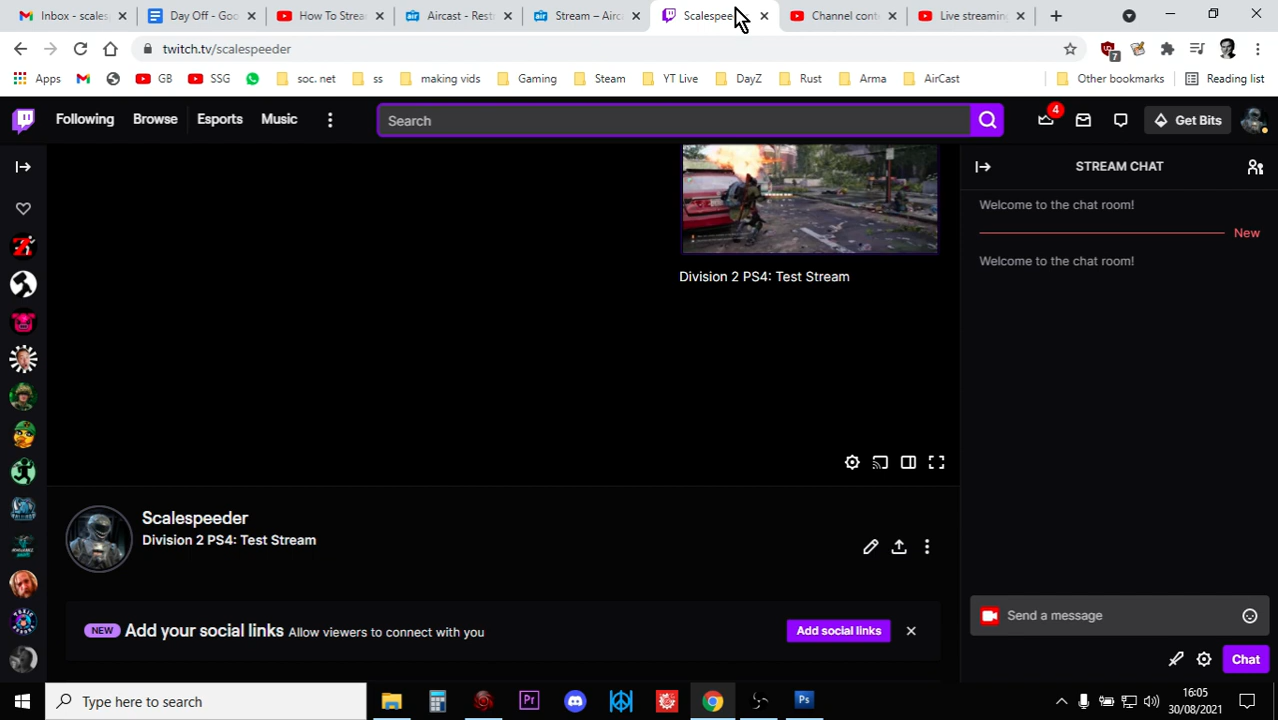 Inbox - scales
Day Off - Goo
How To Strea
Aircast - Rest
Stream – Airc
Scalespee
Channel cont
Live streamin
twitch.tv/scalespeeder
7
Apps
GB
SSG
soc. net
ss
making vids
Gaming
Steam
YT Live
DayZ
Rust
Arma
AirCast
Other bookmarks
Reading list
Following
Browse
Esports
Music
Search
4
Get Bits
STREAM CHAT
Welcome to the chat room!
New
Welcome to the chat room!
Division 2 PS4: Test Stream
Scalespeeder
Division 2 PS4: Test Stream
NEW Add your social links Allow viewers to connect with you
Add social links
Send a message
Chat
Type here to search
Pr
Ps
16:05
30/08/2021